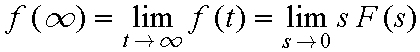 f(∞) = lim_{t→∞} f(t) = lim_{s→0} s F(s)